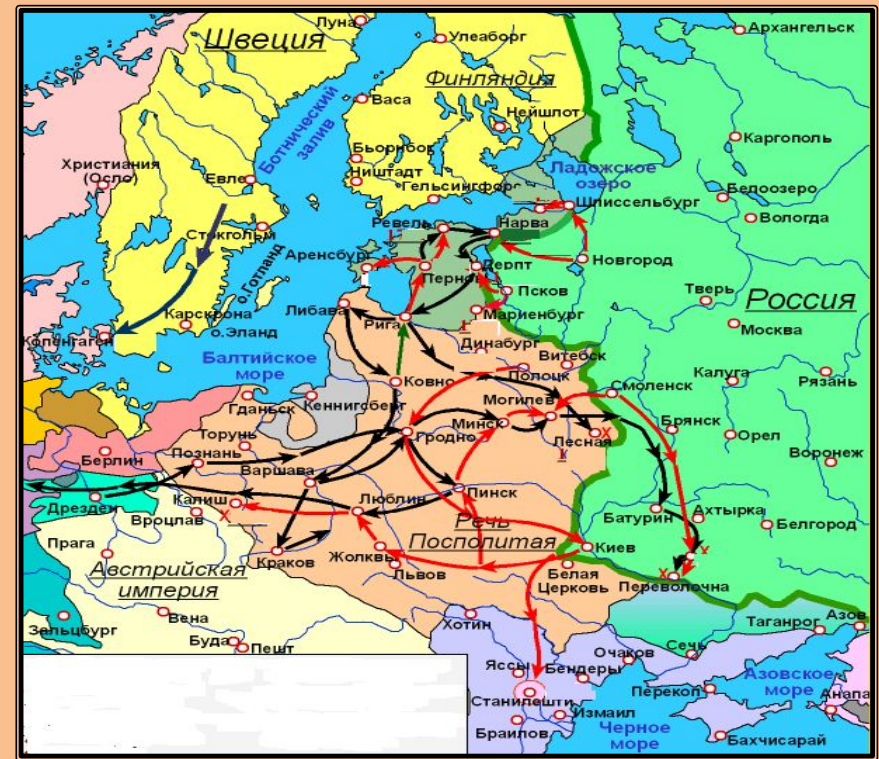 Луна
Швеция
Улеаборг
Архангельск
Финляндия
Васа
Нейшлот
Каргополь
Ботнический
залив
Христиания
(Осло)
Евле
Бьорнборг
Ништадт
Гельсингфор
Ладожское
озеро
Шлиссельбург
Белоозеро
Вологда
Стокгольм
Ревель
Нарва
Аренсбург
Пернов
Дерпт
Новгород
о.Готланд
Псков
Тверь
Россия
Либава
Рига
Мариенбург
Карскрона
о.Эланд
Копенгаген
Москва
Динабург
Витебск
Балтийское
море
Ковно
Полоцк
Смоленск
Калуга
Рязань
Гданьск
Кеннигсберг
Могилев
Минск
Брянск
Торунь
Гродно
Лесная
Орел
Берлин
Познань
Варшава
Воронеж
Дрезден
Калиш
Люблин
Пинск
Вроцлав
Батурин
Ахтырка
Белгород
Речь
Посполитая
Прага
Киев
Краков
Жолквы
Львов
Белая
Церковь
Переволочна
Австрийская
империя
Вена
Зальцбург
Буда
Пешт
Хотин
Таганрог
Азов
Яссы
Бендеры
Очаков
Сечь
Азовское
море
Станилешти
Перекоп
Анапа
Измаил
Браилов
Черное
море
Бахчисарай